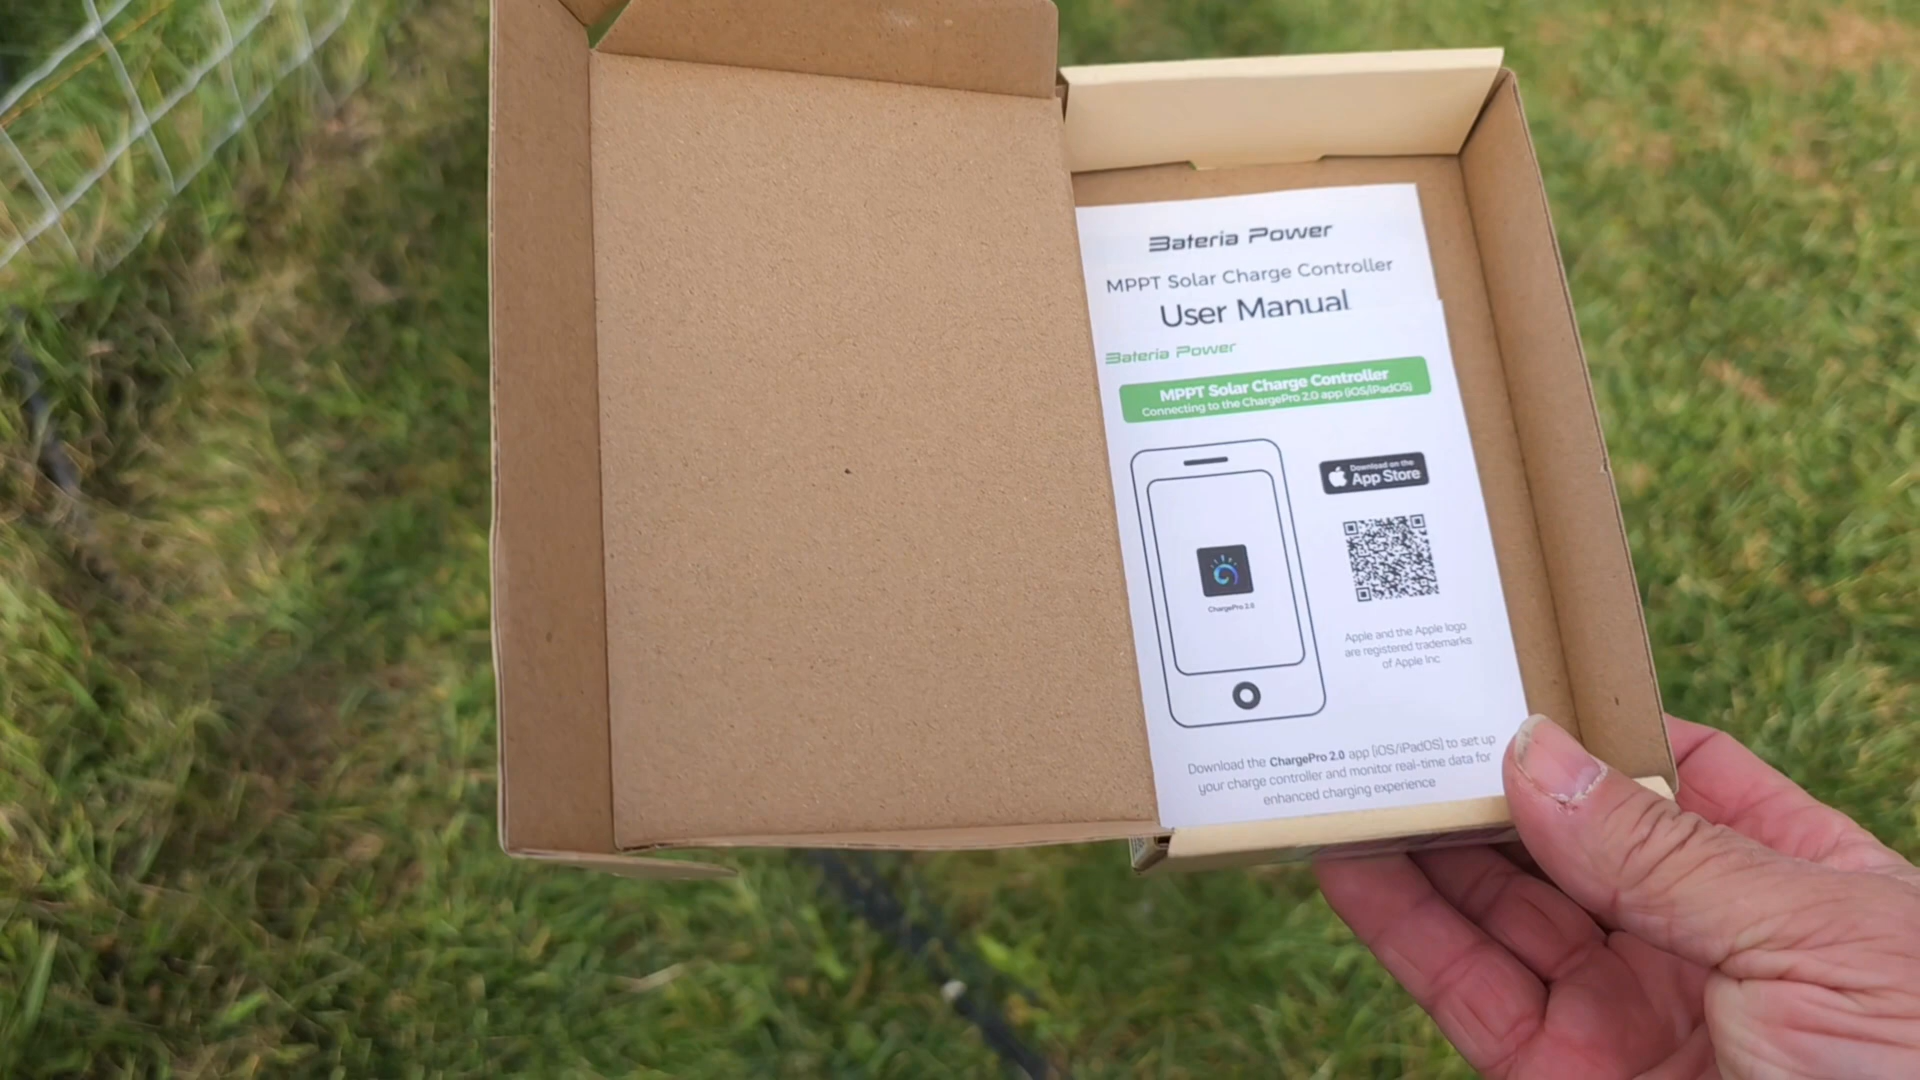 Bateria Power
MPPT Solar Charge Controller
User Manual
Bateria Power
MPPT Solar Charge Controller
Connecting to the ChargePro 2.0 app (iOS/iPadOS)
Download on the
App Store
ChargePro 2.0
Apple and the Apple logo
are registered trademarks
of Apple Inc
Download the ChargePro 2.0 app (iOS/iPadOS) to set up
your charge controller and monitor real-time data for
enhanced charging experience